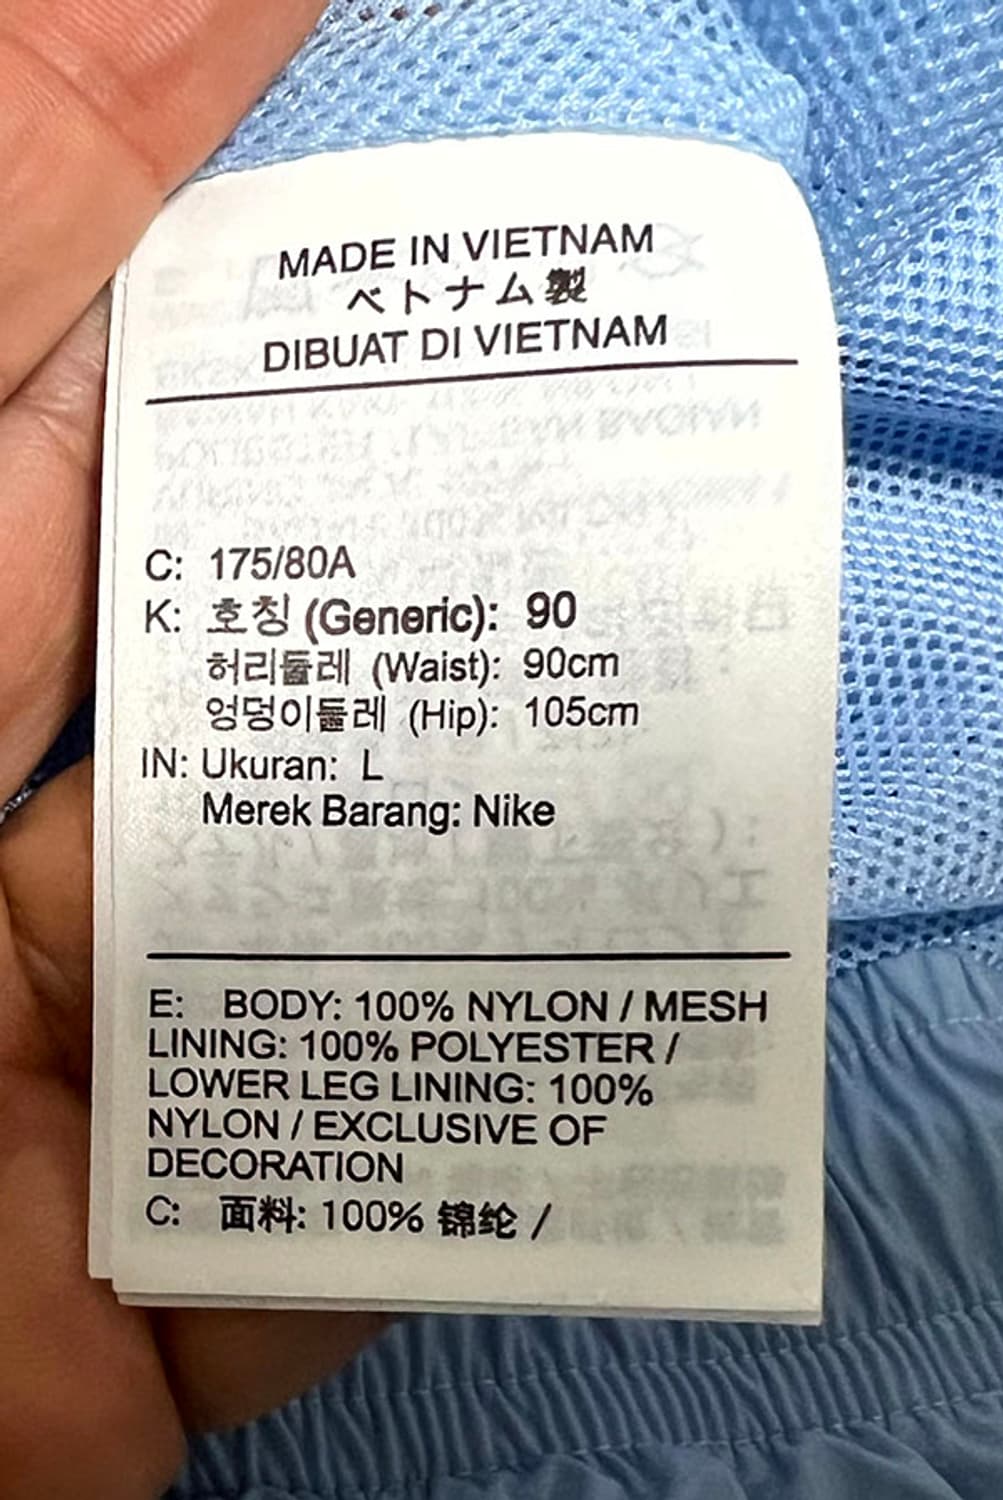 MADE IN VIETNAM
ベトナム製
DIBUAT DI VIETNAM
C: 175/80A
K: 호칭 (Generic): 90
허리둘레 (Waist): 90cm
엉덩이둘레 (Hip): 105cm
IN: Ukuran: L
Merek Barang: Nike
E: BODY: 100% NYLON / MESH
LINING: 100% POLYESTER /
LOWER LEG LINING: 100%
NYLON / EXCLUSIVE OF
DECORATION
C: 面料: 100% 锦纶 /